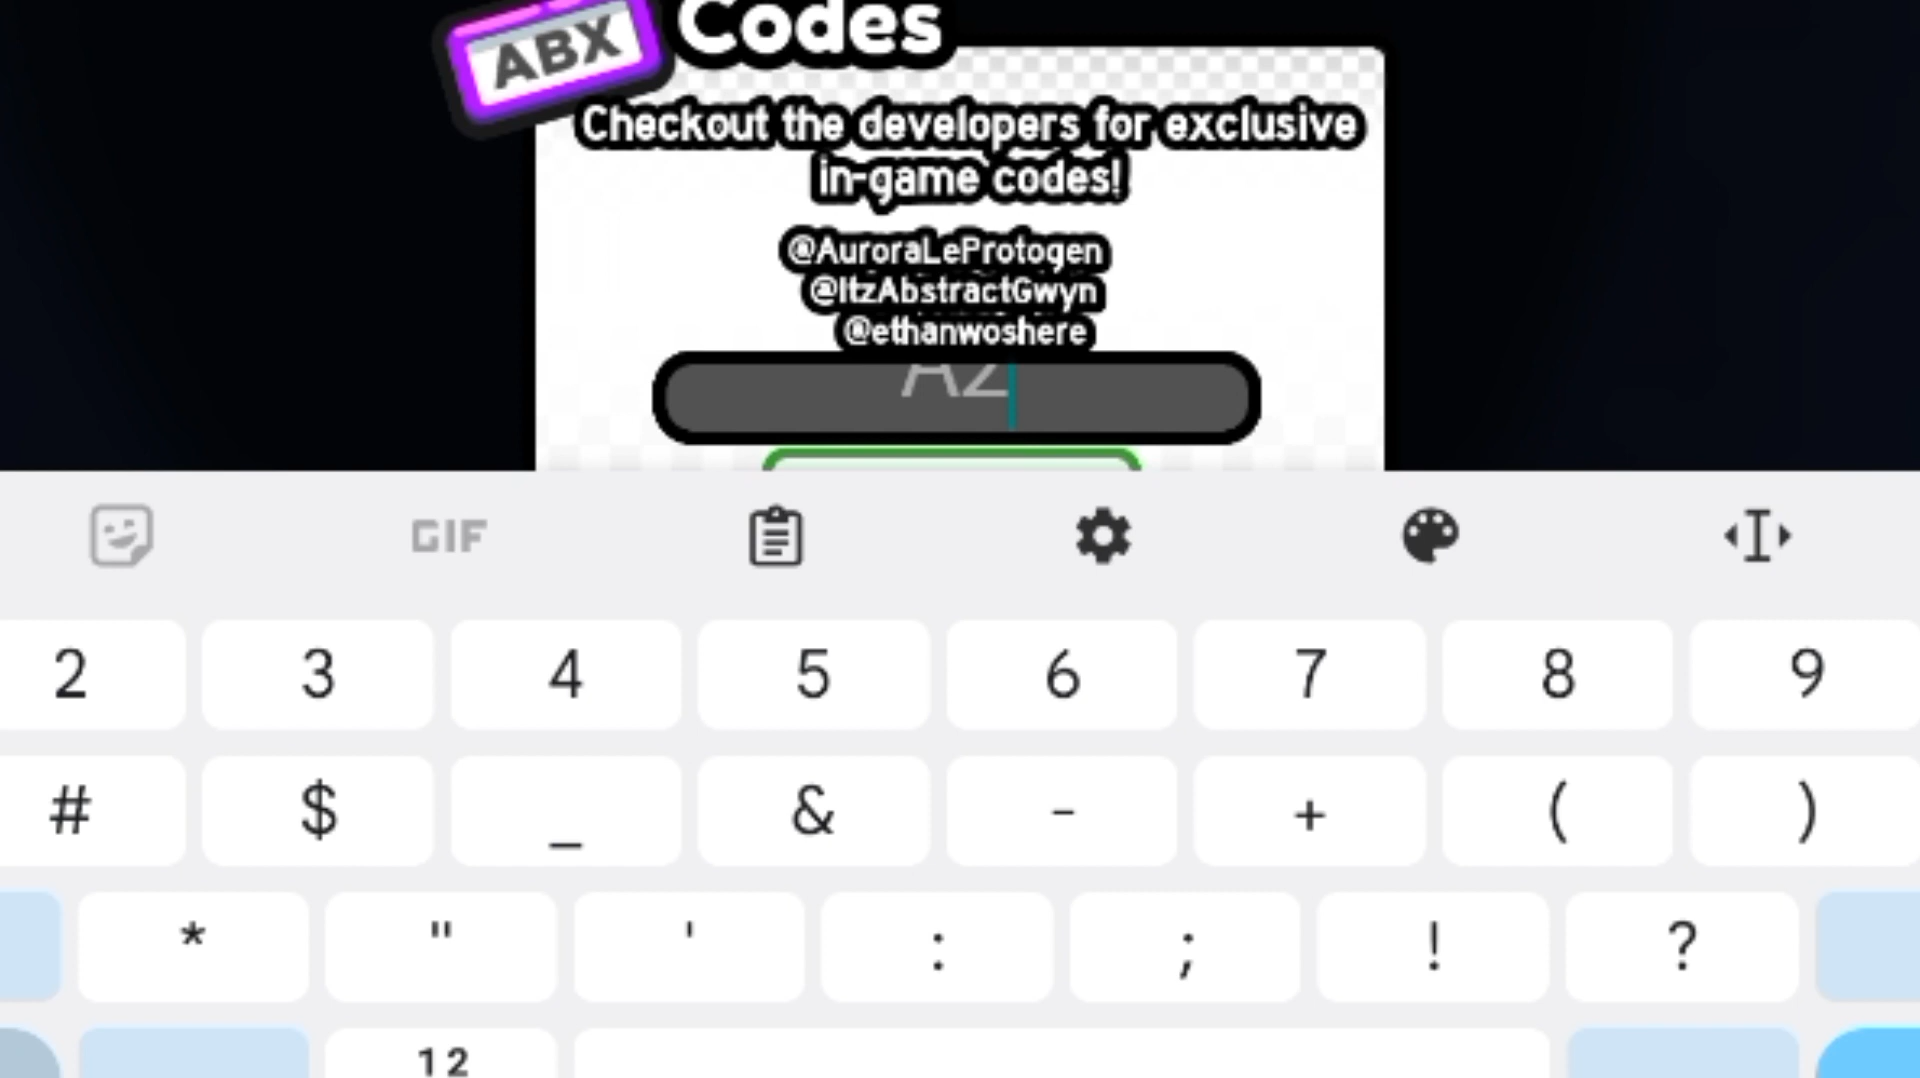 ABX Codes
Checkout the developers for exclusive
in-game codes!
@AuroraLeProtogen
@ItzAbstractGwyn
@ethanwoshere
GIF
2 3 4 5 6 7 8 9
# $ _ & - + ( )
* " ' : ; ! ?
12